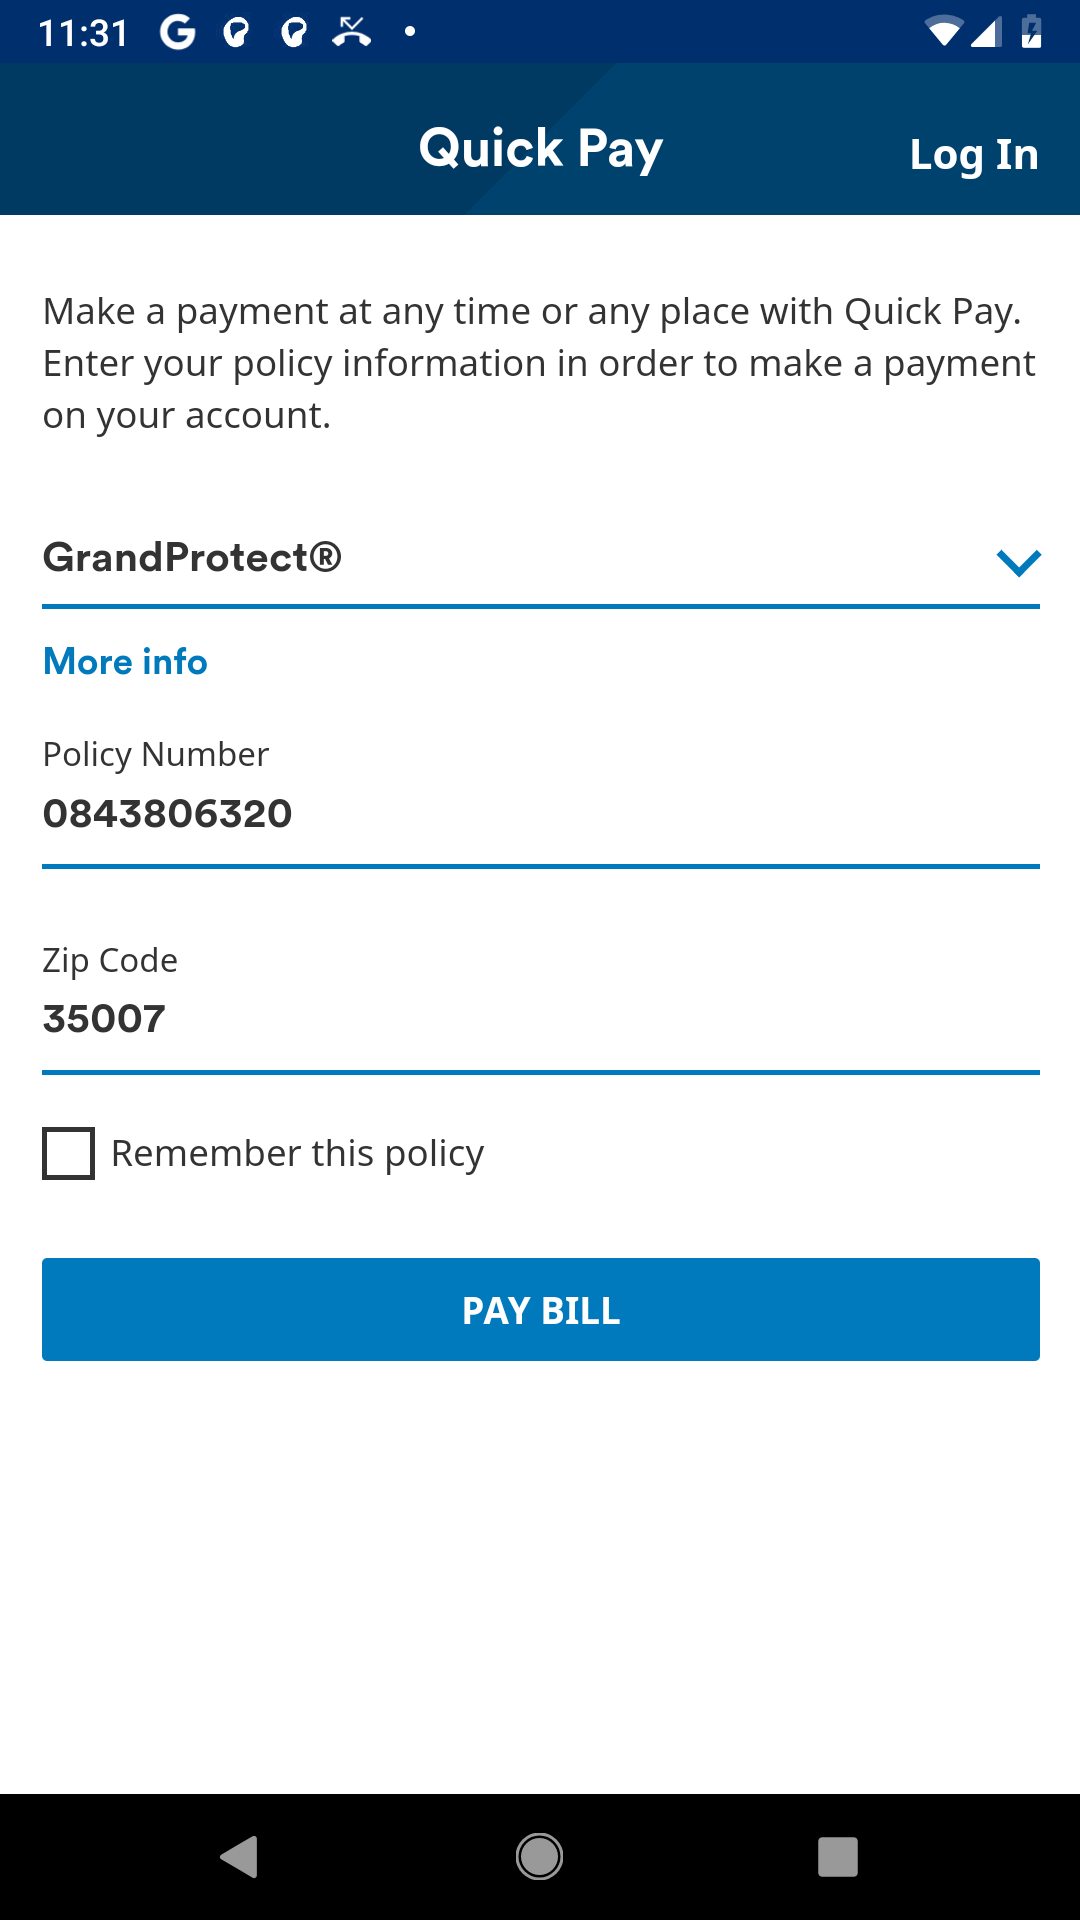 11:31
Quick Pay
Log In
Make a payment at any time or any place with Quick Pay.
Enter your policy information in order to make a payment
on your account.
GrandProtect®
More info
Policy Number
0843806320
Zip Code
35007
Remember this policy
PAY BILL